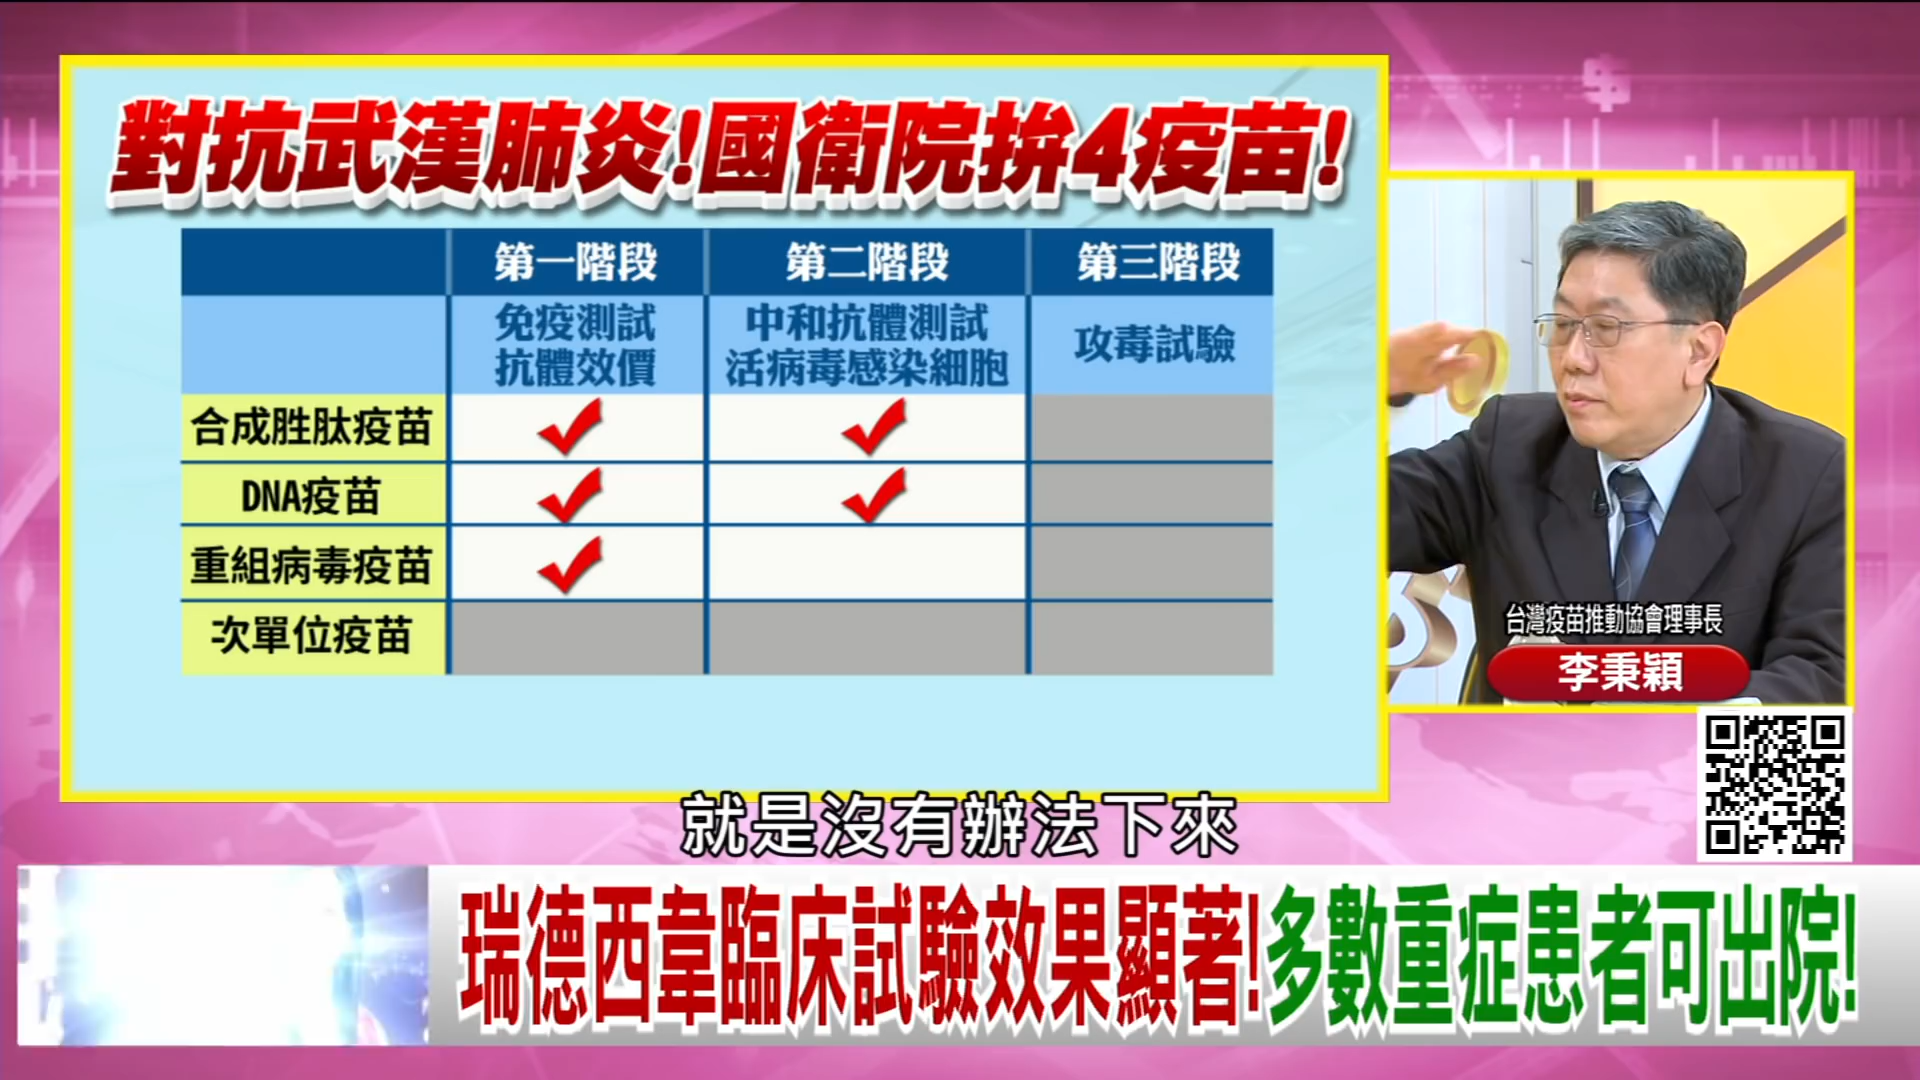 對抗武漢肺炎!國衛院拚4疫苗!
第一階段 第二階段 第三階段
免疫測試 中和抗體測試 攻毒試驗
抗體效價 活病毒感染細胞
合成胜肽疫苗
DNA疫苗
重組病毒疫苗
次單位疫苗
台灣疫苗推動協會理事長
李秉穎
就是沒有辦法下來
瑞德西韋臨床試驗效果顯著!多數重症患者可出院!